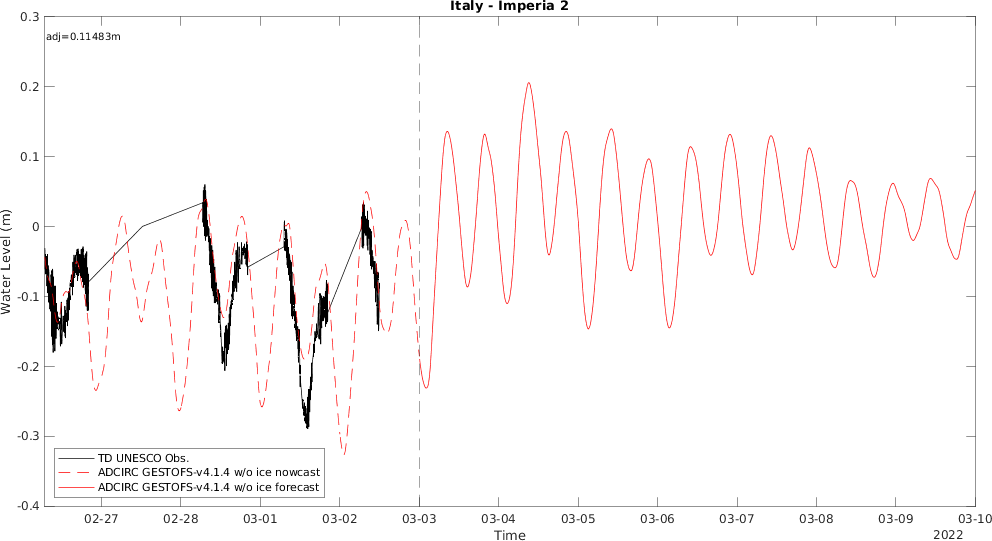 Italy - Imperia 2
adj=0.11483m
0.3
0.2
0.1
0
-0.1
-0.2
-0.3
-0.4
Water Level (m)
TD UNESCO Obs.
ADCIRC GESTOFS-v4.1.4 w/o ice nowcast
ADCIRC GESTOFS-v4.1.4 w/o ice forecast
02-27 02-28 03-01 03-02 03-03 03-04 03-05 03-06 03-07 03-08 03-09 03-10
Time
2022